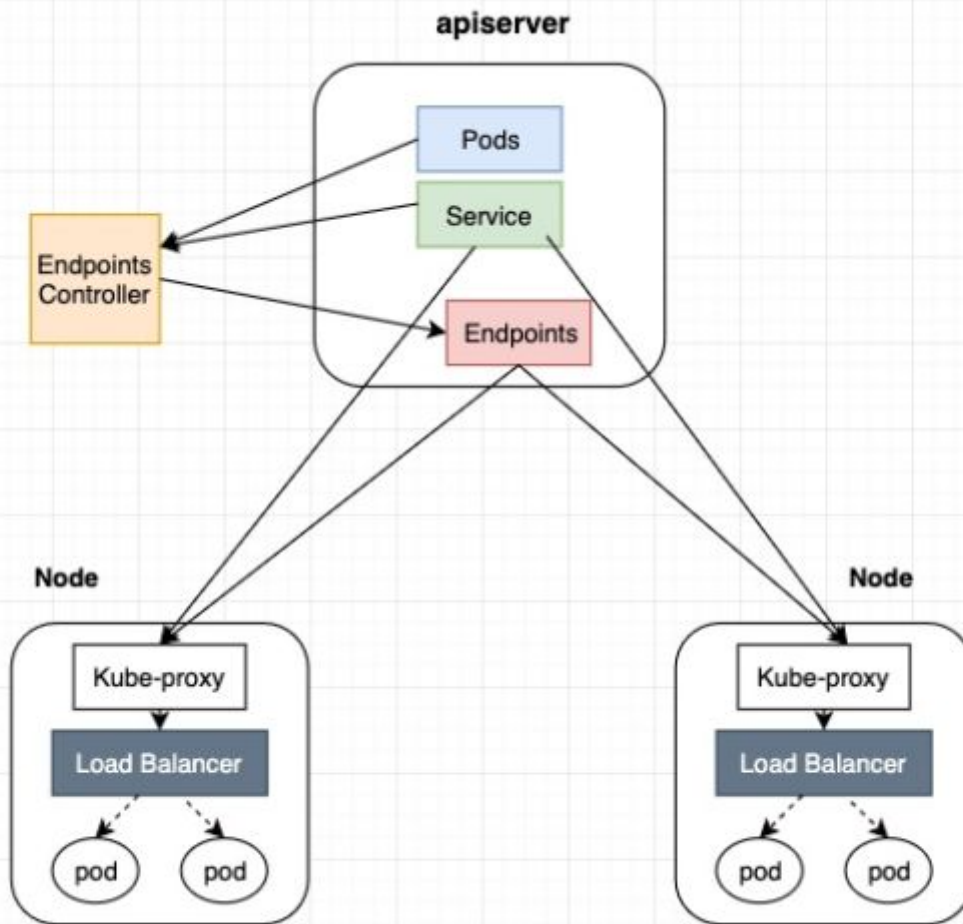 apiserver
Pods
Service
Endpoints
Controller
Endpoints
Node
Node
Kube-proxy
Kube-proxy
Load Balancer
Load Balancer
pod
pod
pod
pod